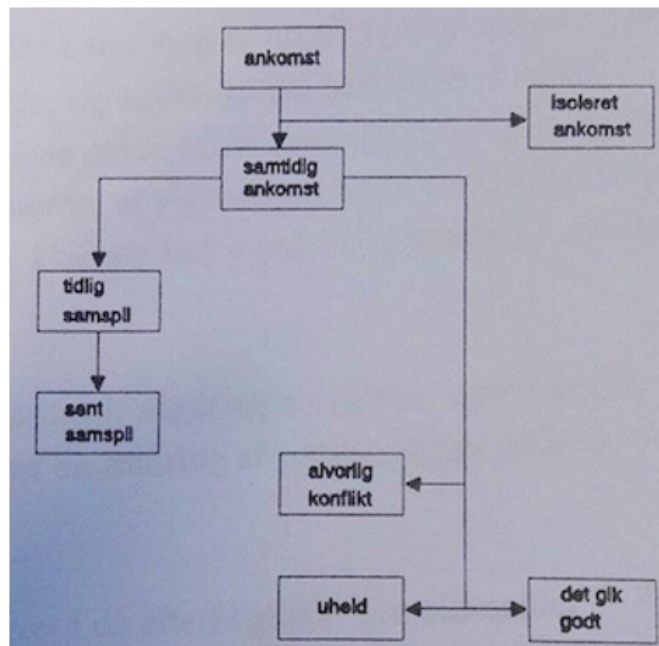 ankomst
isoleret
ankomst
samtidig
ankomst
tidlig
samspil
sent
samspil
alvorlig
konflikt
uheld
det gik
godt